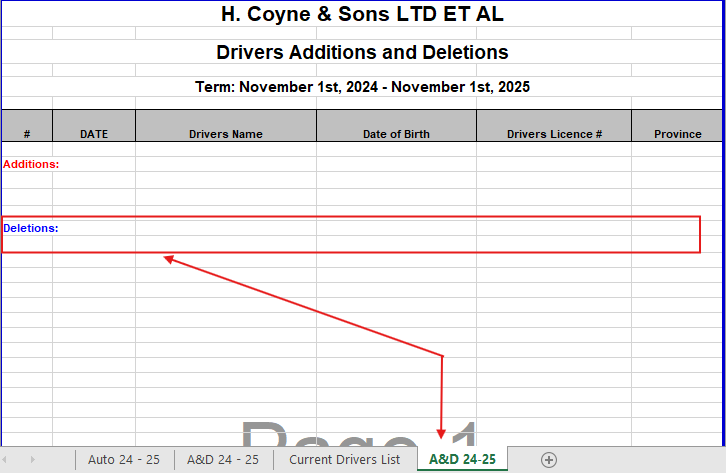 H. Coyne & Sons LTD ET AL
Drivers Additions and Deletions
Term: November 1st, 2024 - November 1st, 2025
# DATE Drivers Name Date of Birth Drivers Licence # Province
Additions:
Deletions:
Page 1
Auto 24 - 25 A&D 24 - 25 Current Drivers List A&D 24-25